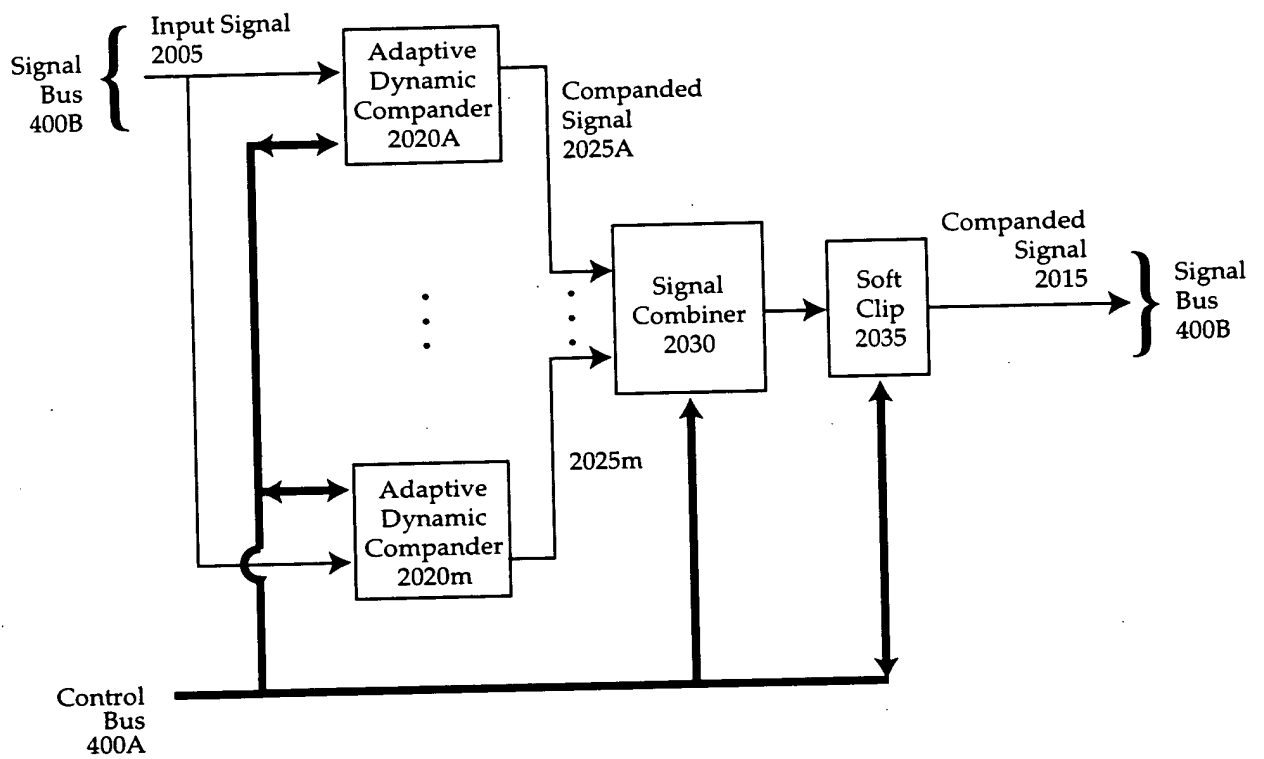 Signal
Bus
400B
Input Signal
2005
Adaptive
Dynamic
Compander
2020A
Companded
Signal
2025A
Signal
Combiner
2030
Soft
Clip
2035
Companded
Signal
2015
Signal
Bus
400B
2025m
Adaptive
Dynamic
Compander
2020m
Control
Bus
400A